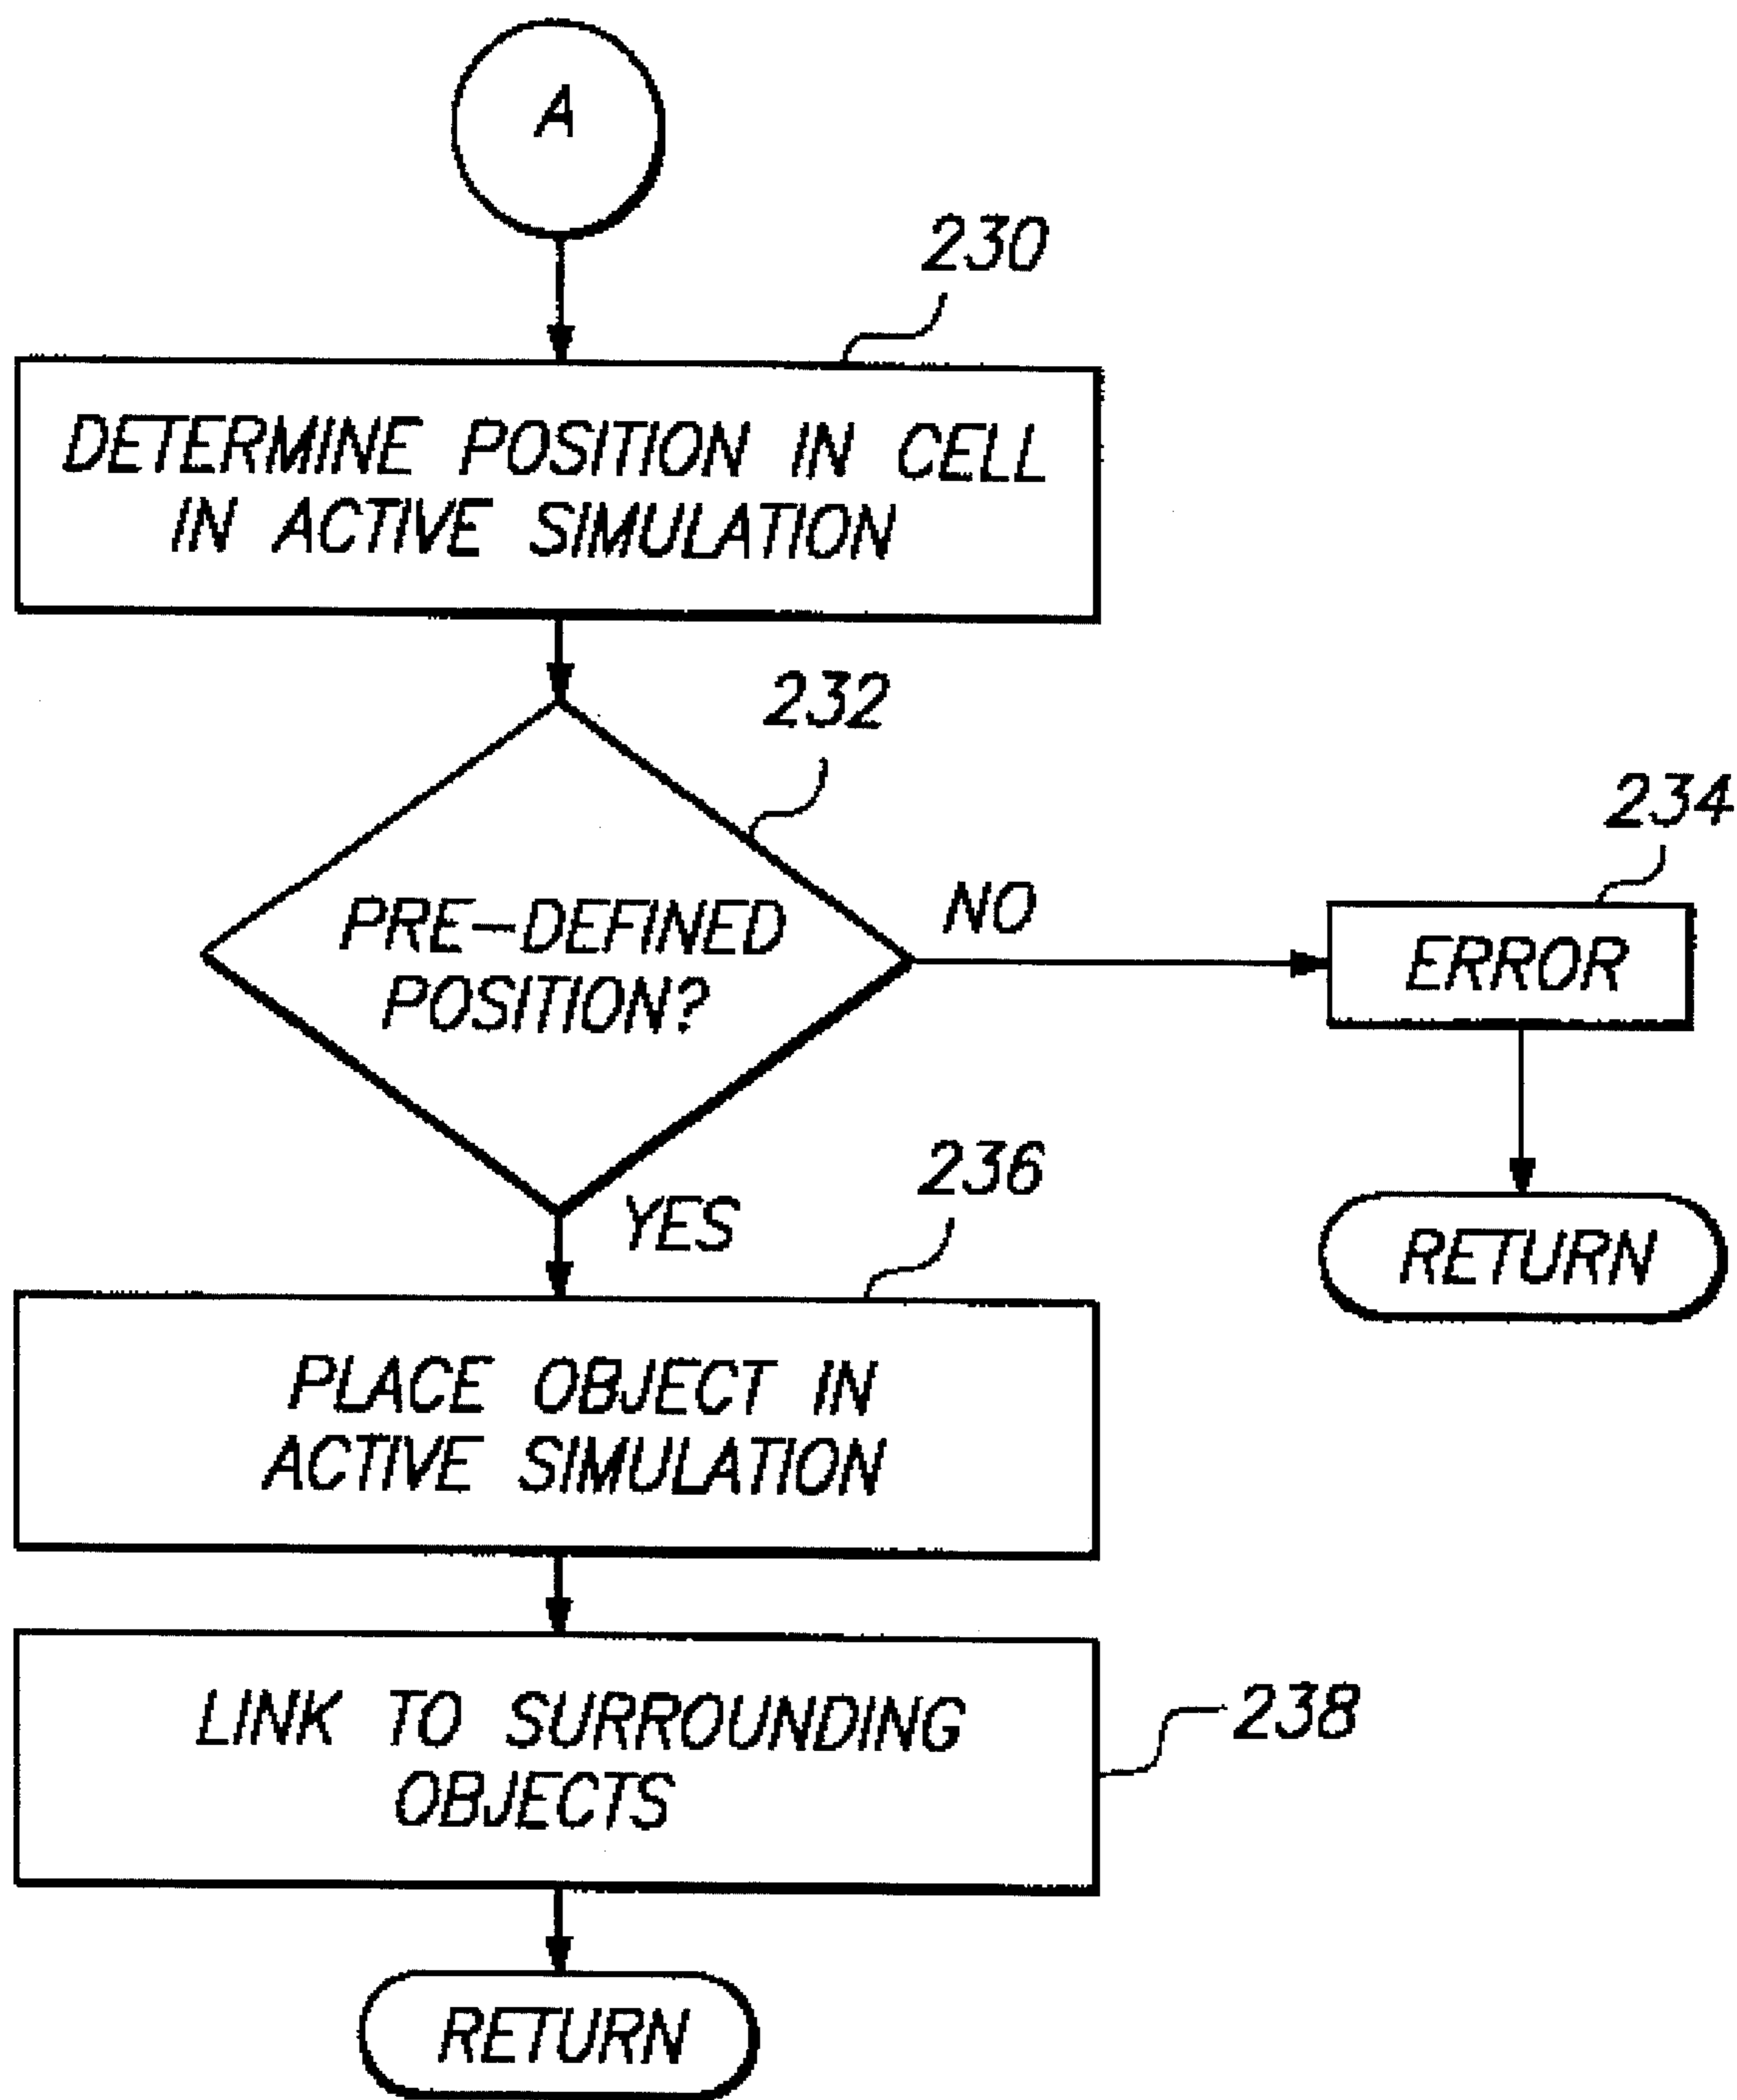 A
230
DETERMINE POSITION IN CELL
IN ACTIVE SIMULATION
232
PRE-DEFINED
POSITION?
NO
234
ERROR
RETURN
YES
236
PLACE OBJECT IN
ACTIVE SIMULATION
LINK TO SURROUNDING
OBJECTS
238
RETURN